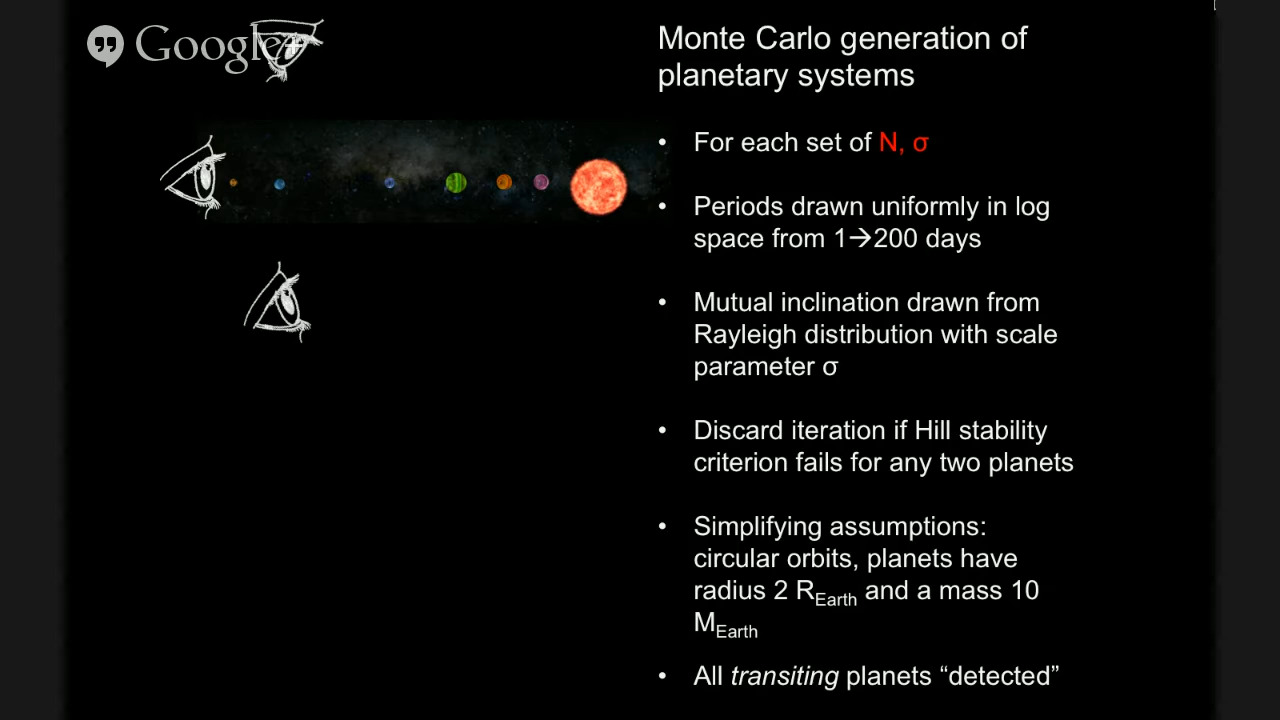 Google+
Monte Carlo generation of
planetary systems
• For each set of N, σ
• Periods drawn uniformly in log
space from 1→200 days
• Mutual inclination drawn from
Rayleigh distribution with scale
parameter σ
• Discard iteration if Hill stability
criterion fails for any two planets
• Simplifying assumptions:
circular orbits, planets have
radius 2 REarth and a mass 10
MEarth
• All transiting planets “detected”